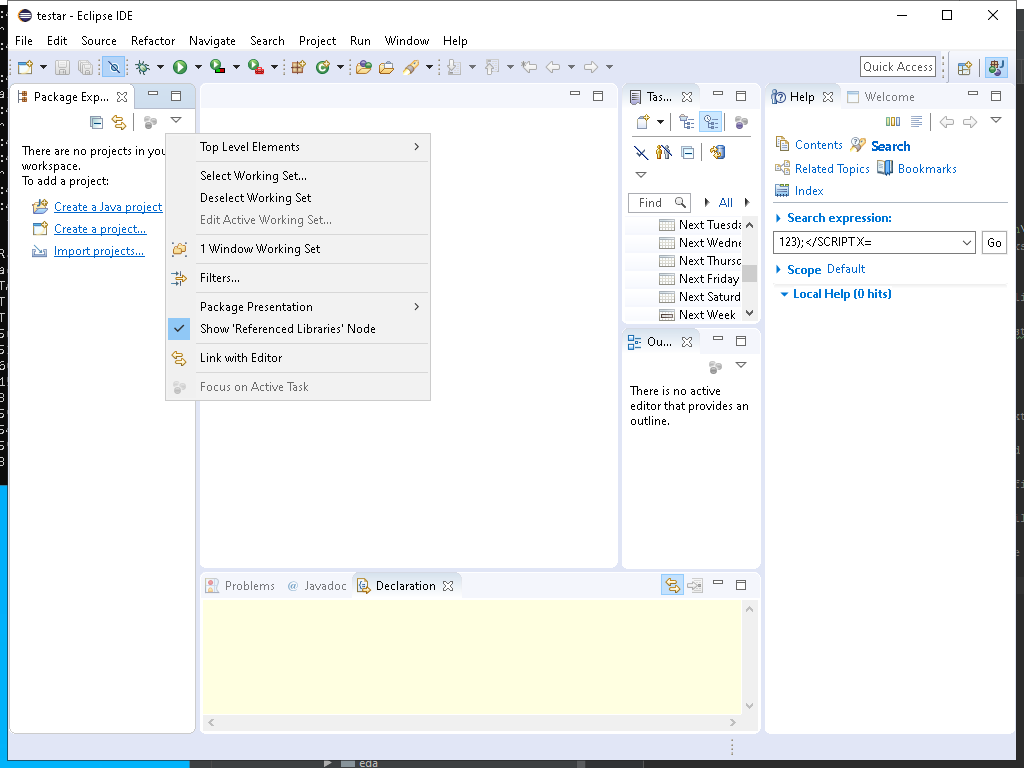 testar - Eclipse IDE
File Edit Source Refactor Navigate Search Project Run Window Help
Quick Access
Package Exp...
There are no projects in you
workspace.
To add a project:
Create a Java project
Create a project...
Import projects...
Top Level Elements
Select Working Set...
Deselect Working Set
Edit Active Working Set...
1 Window Working Set
Filters...
Package Presentation
Show 'Referenced Libraries' Node
Link with Editor
Focus on Active Task
Tas...
Find
All
Next Tuesda
Next Wedne
Next Thursd
Next Friday
Next Saturd
Next Week
Ou...
There is no active
editor that provides an
outline.
Help Welcome
Contents Search
Related Topics Bookmarks
Index
Search expression:
123);</SCRIPT X=
Go
Scope Default
Local Help (0 hits)
Problems @ Javadoc Declaration
eda